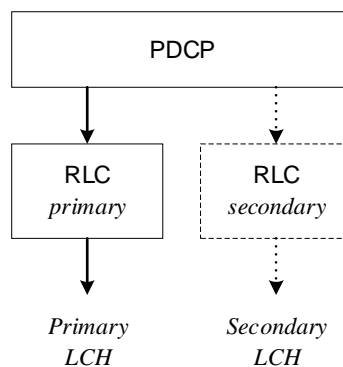 PDCP
RLC
primary
RLC
secondary
Primary
LCH
Secondary
LCH